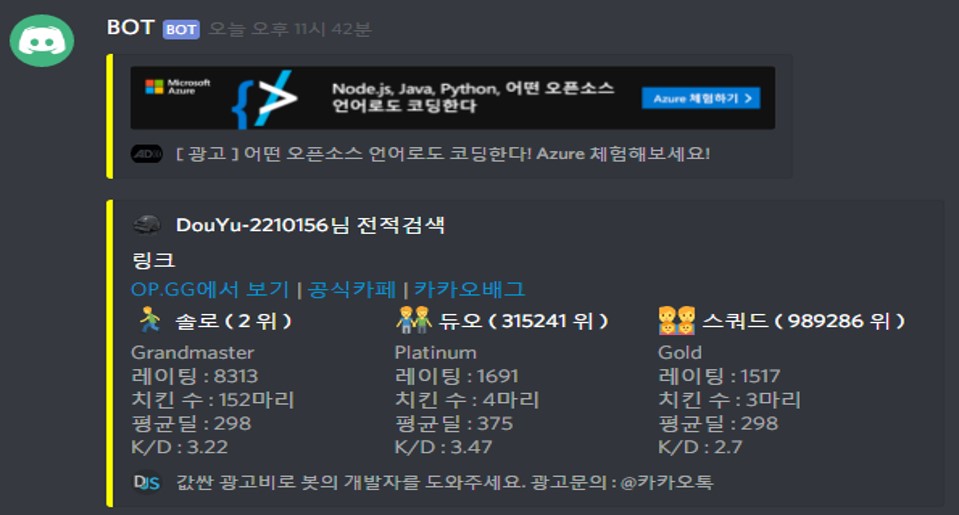 BOT BOT 오늘 오후 11시 42분
Microsoft
Azure
Node.js, Java, Python, 어떤 오픈소스
언어로도 코딩한다
Azure 체험하기 >
AD [ 광고 ] 어떤 오픈소스 언어로도 코딩한다! Azure 체험해보세요!
DouYu-2210156님 전적검색
링크
OP.GG에서 보기 | 공식카페 | 카카오배그
솔로 ( 2 위 )
Grandmaster
레이팅 : 8313
치킨 수 : 152마리
평균딜 : 298
K/D : 3.22
듀오 ( 315241 위 )
Platinum
레이팅 : 1691
치킨 수 : 4마리
평균딜 : 375
K/D : 3.47
스쿼드 ( 989286 위 )
Gold
레이팅 : 1517
치킨 수 : 3마리
평균딜 : 298
K/D : 2.7
DJS 값싼 광고비로 봇의 개발자를 도와주세요. 광고문의 : @카카오톡